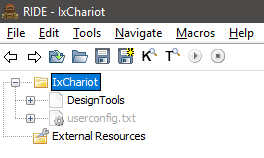 RIDE - IxChariot
File Edit Tools Navigate Macros Help
K T
IxChariot
DesignTools
userconfig.txt
External Resources